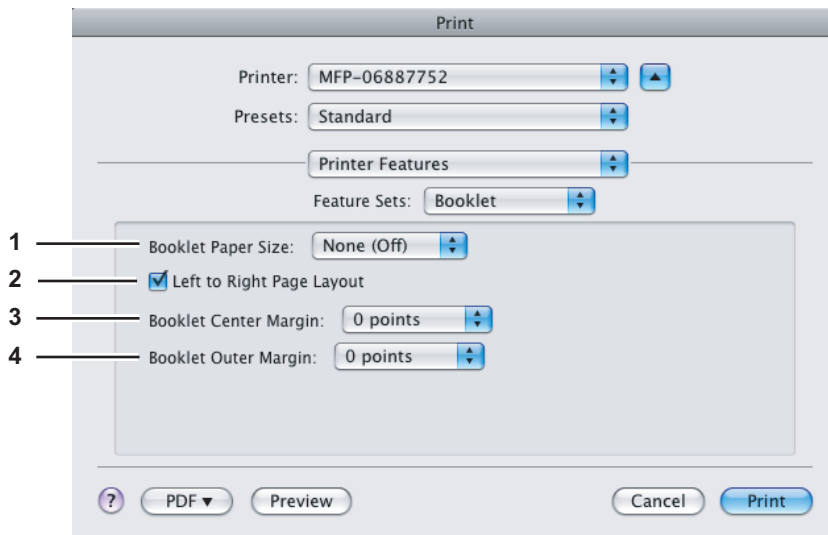 Print
Printer: MFP-06887752
Presets: Standard
Printer Features
Feature Sets: Booklet
1 Booklet Paper Size: None (Off)
2 Left to Right Page Layout
3 Booklet Center Margin: 0 points
4 Booklet Outer Margin: 0 points
? PDF▼ Preview Cancel Print